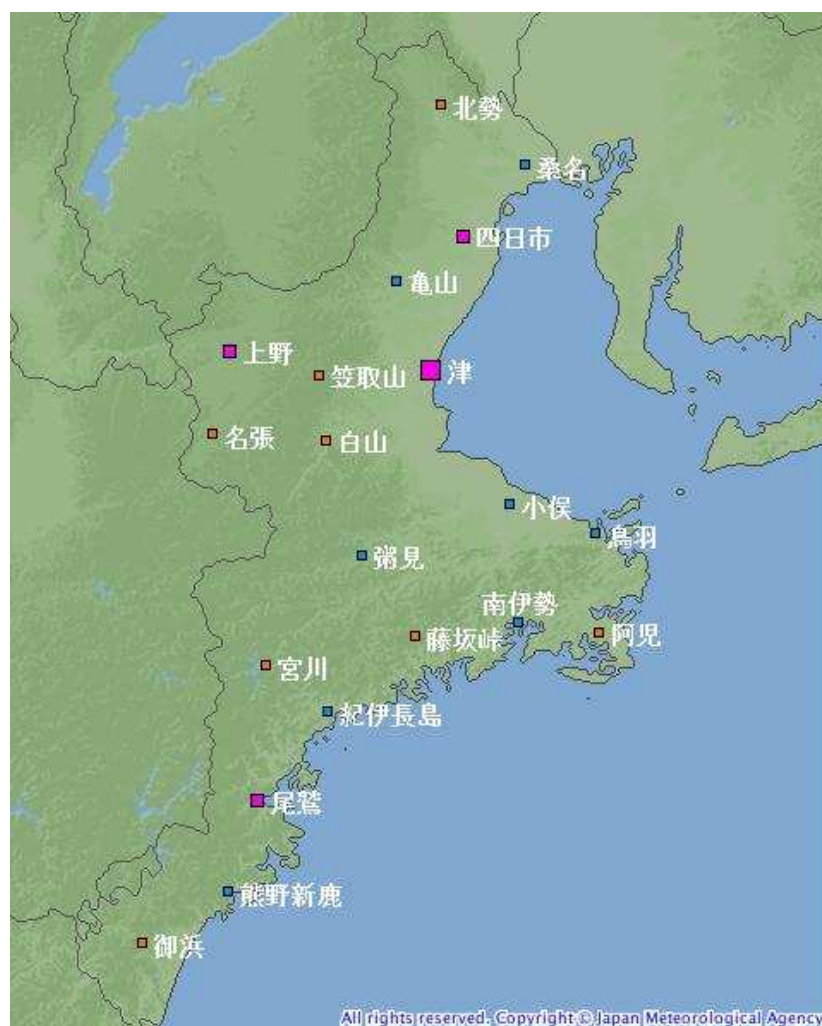 北勢
桑名
四日市
亀山
上野
笠取山
津
名張
白山
小俣
鳥羽
粥見
南伊勢
藤坂峠
阿児
宮川
紀伊長島
尾鷲
熊野新鹿
御浜
All rights reserved. Copyright © Japan Meteorological Agency